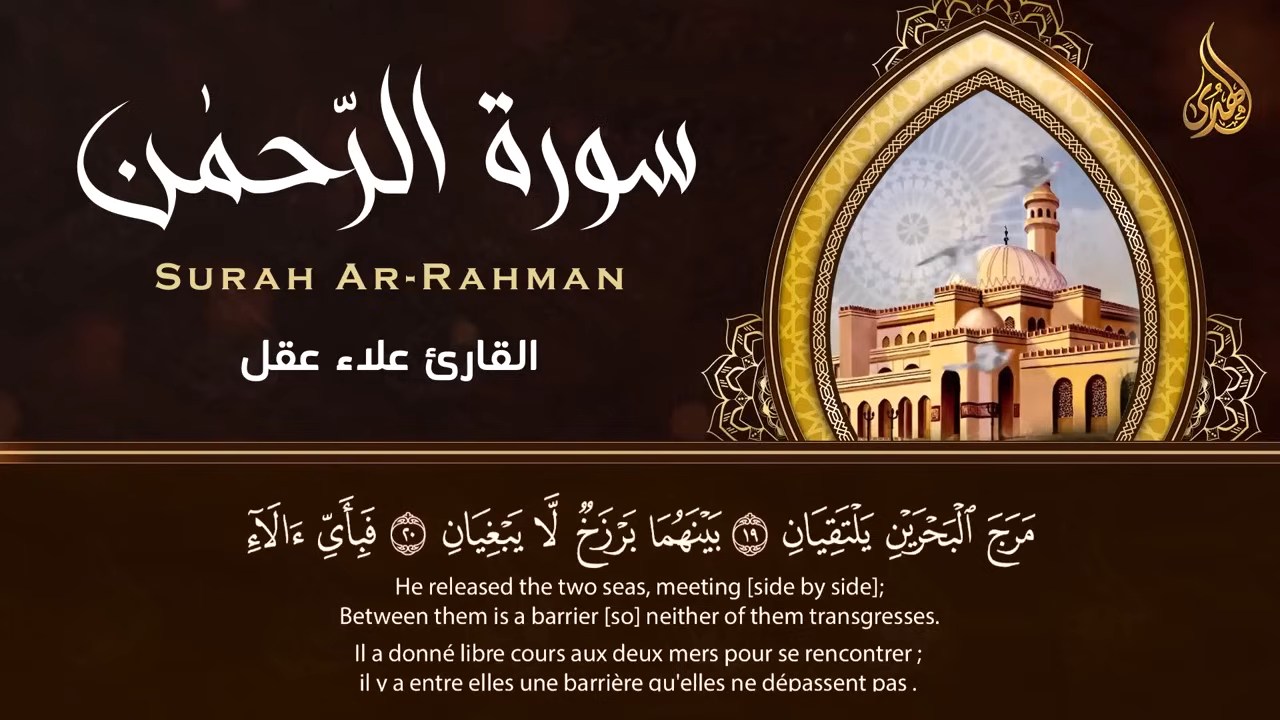 سورة الرّحمٰن
SURAH AR-RAHMAN
القارئ علاء عقل
الهدى
مَرَجَ ٱلْبَحْرَيْنِ يَلْتَقِيَانِ ١٩ بَيْنَهُمَا بَرْزَخٌ لَّا يَبْغِيَانِ ٢٠ فَبِأَيِّ ءَالَآءِ
He released the two seas, meeting [side by side];
Between them is a barrier [so] neither of them transgresses.
Il a donné libre cours aux deux mers pour se rencontrer ;
il y a entre elles une barrière qu'elles ne dépassent pas .